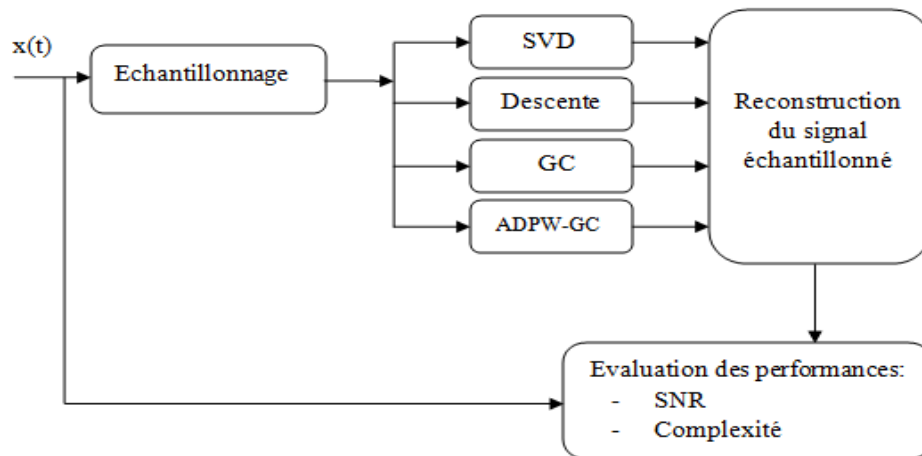 x(t)
Echantillonnage
SVD
Descente
GC
ADPW-GC
Reconstruction
du signal
échantillonné
Evaluation des performances:
- SNR
- Complexité